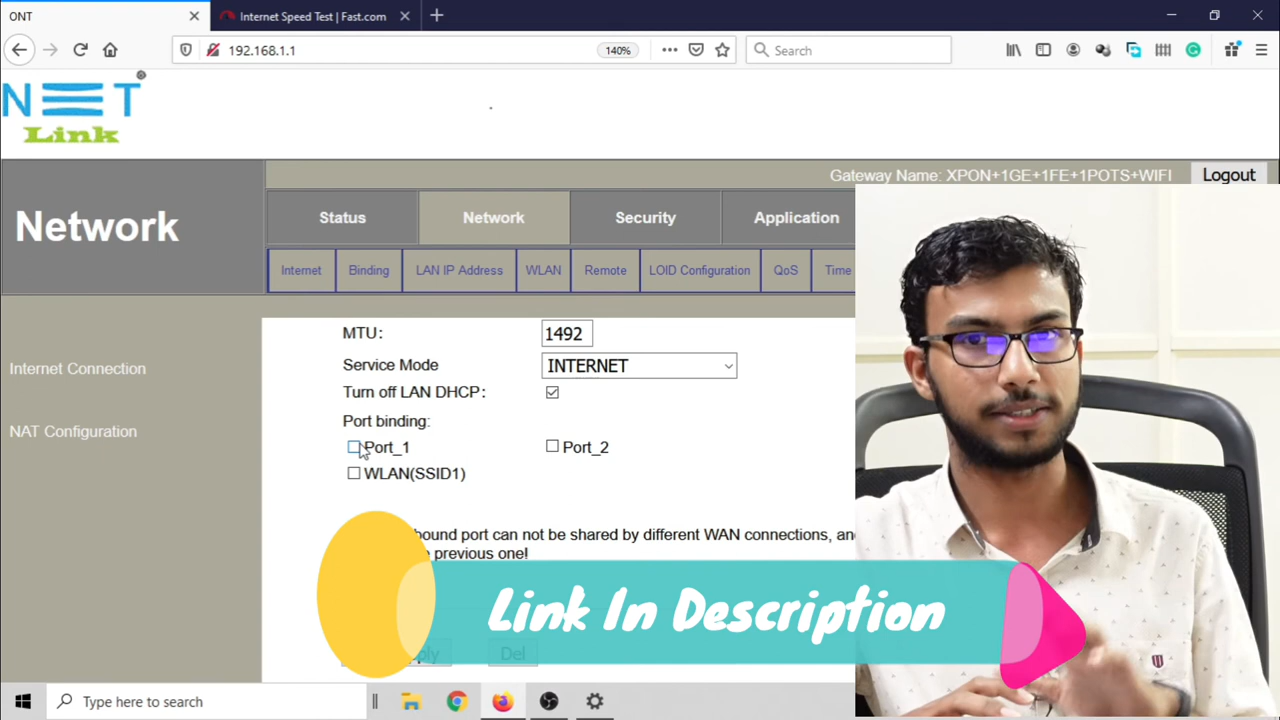 ONT
Internet Speed Test | Fast.com
192.168.1.1
140%
Search
NET
Link
Gateway Name: XPON+1GE+1FE+1POTS+WIFI
Logout
Network
Status
Network
Security
Application
Internet
Binding
LAN IP Address
WLAN
Remote
LOID Configuration
QoS
Time
Internet Connection
NAT Configuration
MTU:
1492
Service Mode
INTERNET
Turn off LAN DHCP:
Port binding:
Port_1
Port_2
WLAN(SSID1)
bound port can not be shared by different WAN connections, and
previous one!
Link In Description
Del
Type here to search